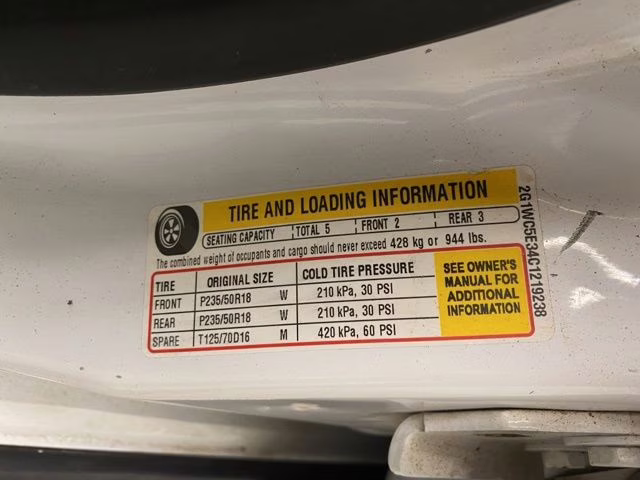 TIRE AND LOADING INFORMATION
SEATING CAPACITY TOTAL 5 FRONT 2 REAR 3
The combined weight of occupants and cargo should never exceed 428 kg or 944 lbs.
TIRE ORIGINAL SIZE COLD TIRE PRESSURE
FRONT P235/50R18 W 210 kPa, 30 PSI
REAR P235/50R18 W 210 kPa, 30 PSI
SPARE T125/70D16 M 420 kPa, 60 PSI
SEE OWNER'S
MANUAL FOR
ADDITIONAL
INFORMATION
2G1WC5E34C1219238